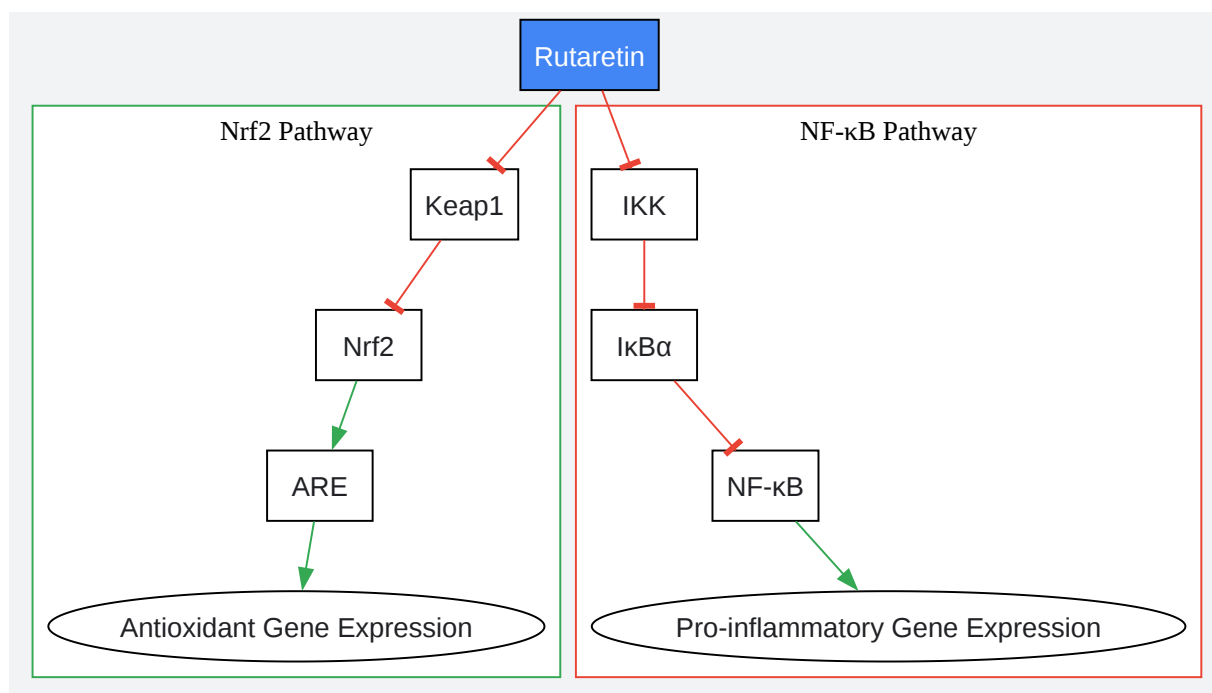 Rutaretin
Nrf2 Pathway
NF-κB Pathway
Keap1
IKK
Nrf2
IκBα
ARE
NF-κB
Antioxidant Gene Expression
Pro-inflammatory Gene Expression